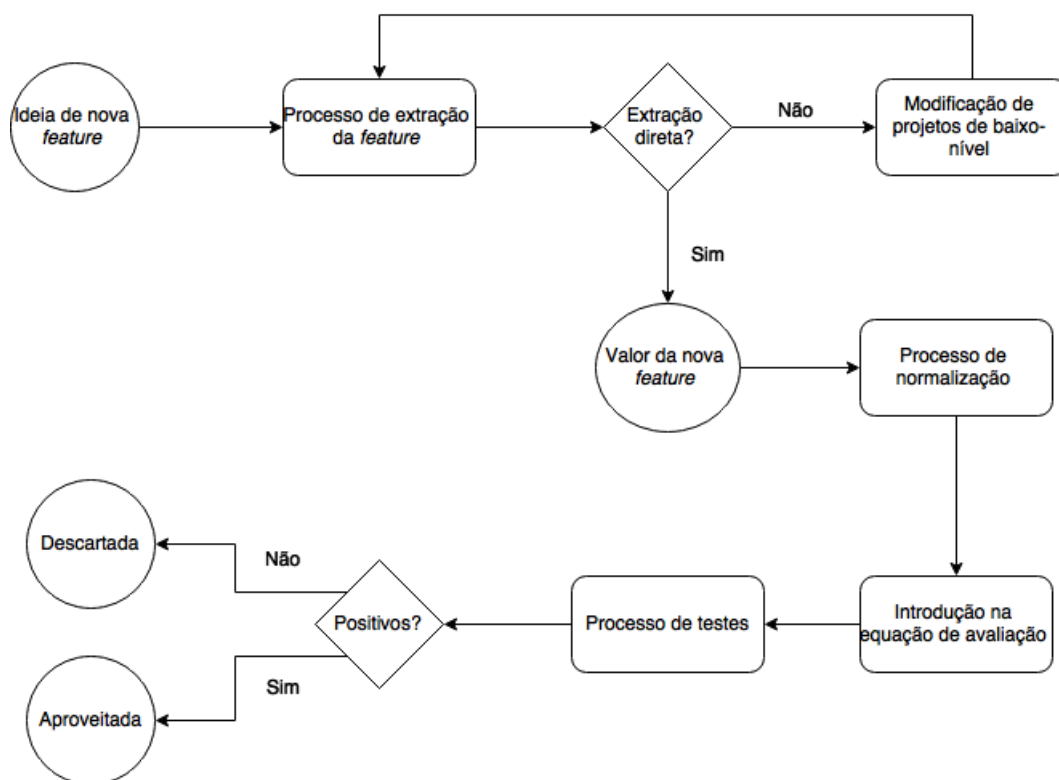 Ideia de nova
feature
Processo de extração
da feature
Extração
direta?
Não
Modificação de
projetos de baixo-
nível
Sim
Valor da nova
feature
Processo de
normalização
Descartada
Não
Positivos?
Processo de testes
Introdução na
equação de avaliação
Sim
Aproveitada